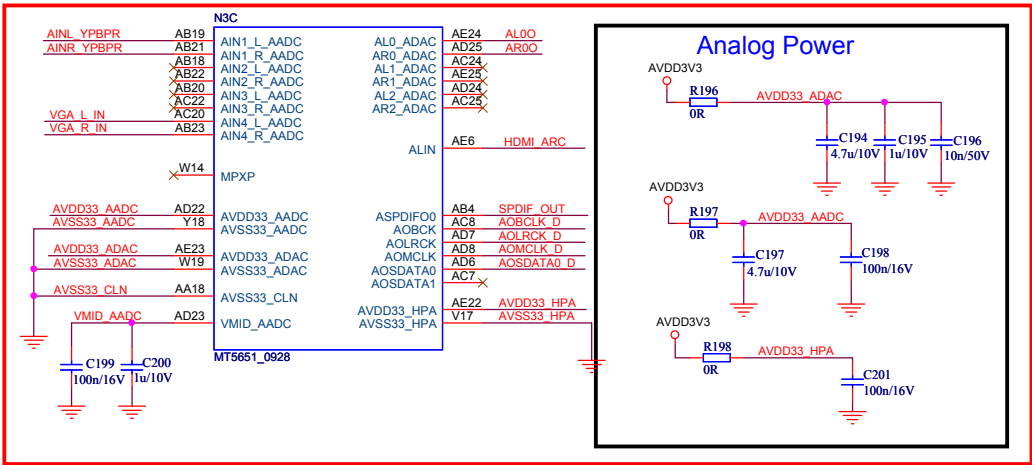 N3C
AINL_YPBPR AB19 AIN1_L_AADC
AINR_YPBPR AB21 AIN1_R_AADC
AB18 AIN2_L_AADC
AB22 AIN2_R_AADC
AB20 AIN3_L_AADC
AC22 AIN3_R_AADC
VGA_L_IN AC20 AIN4_L_AADC
VGA_R_IN AB23 AIN4_R_AADC
W14 MPXP
AVDD33_AADC AD22 AVDD33_AADC
AVSS33_AADC Y18 AVSS33_AADC
AVDD33_ADAC AE23 AVDD33_ADAC
AVSS33_ADAC W19 AVSS33_ADAC
AVSS33_CLN AA18 AVSS33_CLN
VMID_AADC AD23 VMID_AADC
AL0_ADAC AE24 AL0O
AR0_ADAC AD25 AR0O
AL1_ADAC AC24
AR1_ADAC AE25
AL2_ADAC AD24
AR2_ADAC AC25
ALIN AE6 HDMI_ARC
ASPDIFO0 AB4 SPDIF_OUT
AOBCK AC8 AOBCLK_D
AOLRCK AD7 AOLRCK_D
AOMCLK AD8 AOMCLK_D
AOSDATA0 AD6 AOSDATA0_D
AOSDATA1 AC7
AVDD33_HPA AE22 AVDD33_HPA
AVSS33_HPA V17 AVSS33_HPA
MT5651_0928
C199
100n/16V
C200
1u/10V
Analog Power
AVDD3V3
R196
0R
AVDD33_ADAC
C194
4.7u/10V
C195
1u/10V
C196
10n/50V
AVDD3V3
R197
0R
AVDD33_AADC
C197
4.7u/10V
C198
100n/16V
AVDD3V3
R198
0R
AVDD33_HPA
C201
100n/16V